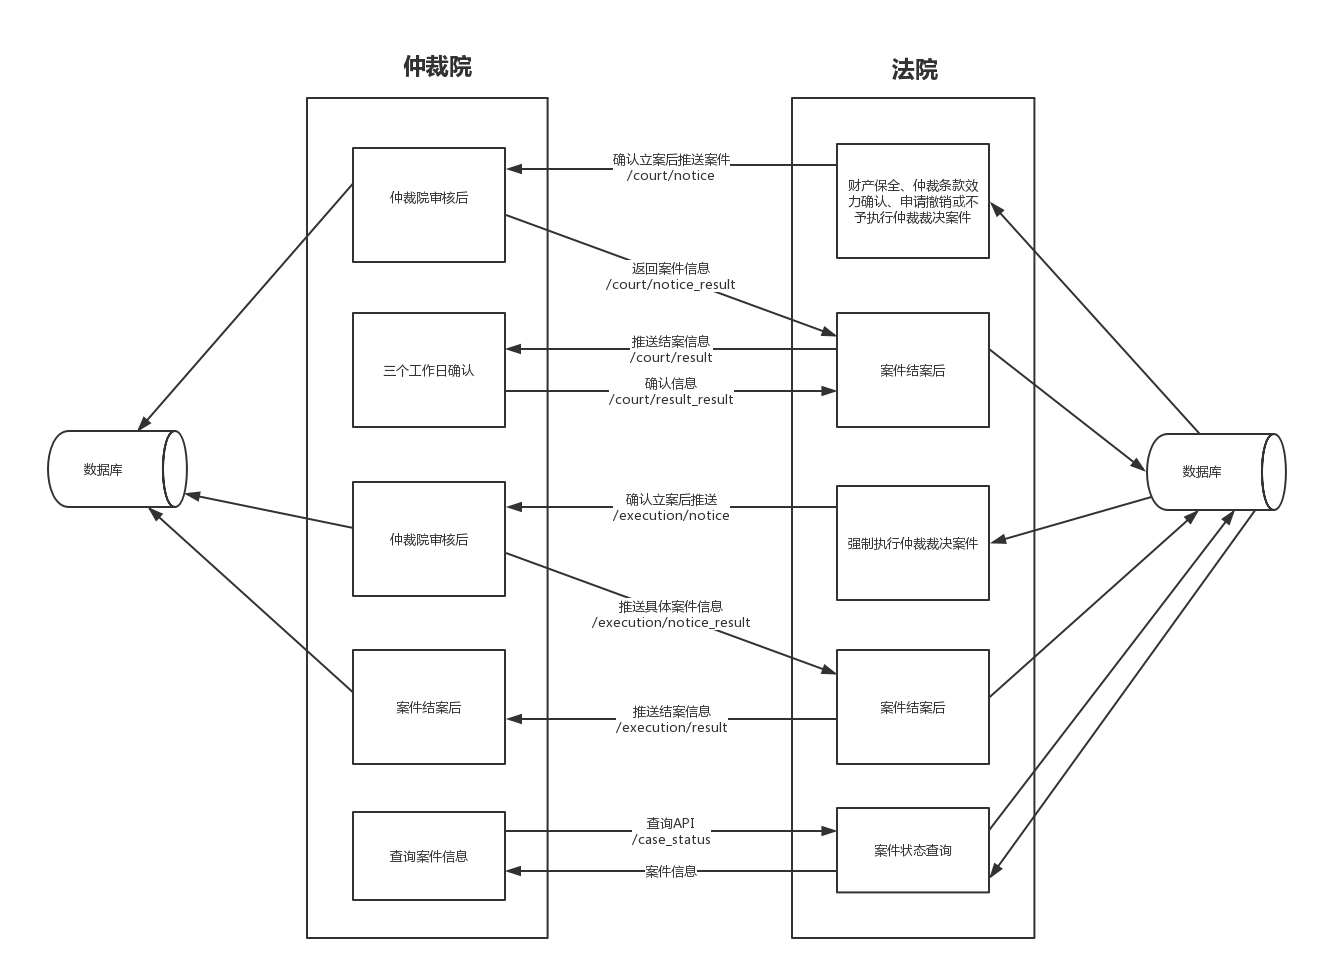 仲裁院
法院
确认立案后推送案件
/court/notice
仲裁院审核后
财产保全、仲裁条款效
力确认、申请撤销或不
予执行仲裁裁决案件
返回案件信息
/court/notice_result
推送结案信息
/court/result
三个工作日确认
案件结案后
确认信息
/court/result_result
数据库
数据库
确认立案后推送
/execution/notice
仲裁院审核后
强制执行仲裁裁决案件
推送具体案件信息
/execution/notice_result
案件结案后
案件结案后
推送结案信息
/execution/result
查询API
/case_status
查询案件信息
案件状态查询
案件信息